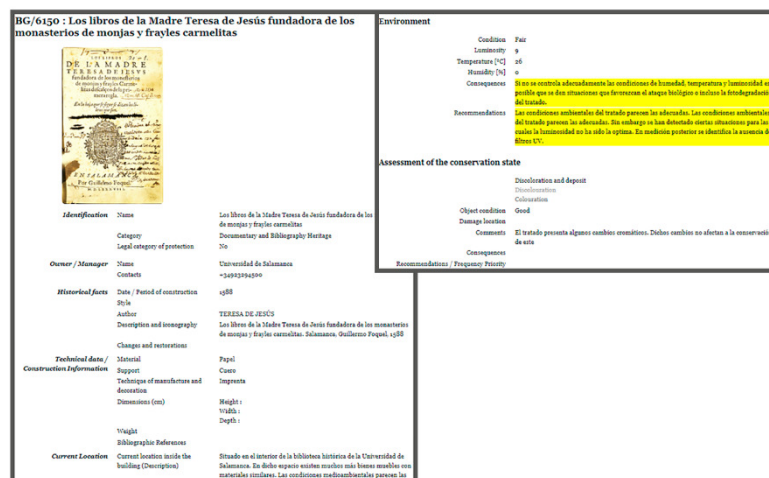 BG/6150 : Los libros de la Madre Teresa de Jesús fundadora de los
monasterios de monjas y frayles carmelitas
DE LA MADRE
TERESA DE IESVS
fundadora de los monasterios
EN SALAMANCA
Por Guillelmo Foquel.
Identification Name Los libros de la Madre Teresa de Jesús fundadora de los
de monjas y frayles carmelitas
Category Documentary and Bibliography Heritage
Legal category of protection No
Owner / Manager Name Universidad de Salamanca
Contacts +34923294500
Historical facts Date / Period of construction 1588
Style
Author TERESA DE JESÚS
Description and iconography Los libros de la Madre Teresa de Jesús fundadora de los monasterios
de monjas y frayles carmelitas. Salamanca, Guillermo Foquel, 1588
Changes and restorations
Technical data / Material Papel
Construction Information Support Cuero
Technique of manufacture and Imprenta
decoration
Dimensions (cm) Height :
Width :
Depth :
Weight
Bibliographic References
Current Location Current location inside the Situado en el interior de la biblioteca histórica de la Universidad de
building (Description) Salamanca. En dicho espacio existen muchos más bienes muebles con
materiales similares. Las condiciones medioambientales parecen las
Environment
Condition Fair
Luminosity 9
Temperature [ºC] 26
Humidity [%] 0
Consequences Si no se controla adecuadamente las condiciones de humedad, temperatura y luminosidad es
posible que se den situaciones que favorezcan el ataque biológico o incluso la fotodegradación
del tratado.
Recommendations Las condiciones ambientales del tratado parecen las adecuadas. Las condiciones ambientales
del tratado parecen las adecuadas. Sin embargo se han detectado ciertas situaciones para las
cuales la luminosidad no ha sido la optima. En medición posterior se identifica la ausencia de
filtros UV.
Assessment of the conservation state
Discoloration and deposit
Discolouration
Colouration
Object condition Good
Damage location
Comments El tratado presenta algunos cambios cromáticos. Dichos cambios no afectan a la conservación
de este
Consequences
Recommendations / Frequency Priority